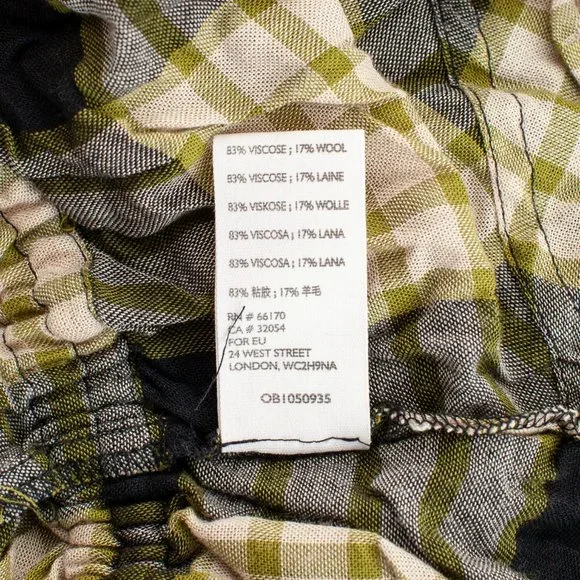 83% VISCOSE ; 17% WOOL
83% VISCOSE ; 17% LAINE
83% VISKOSE ; 17% WOLLE
83% VISCOSA ; 17% LANA
83% VISCOSA ; 17% LANA
83% 粘胶 ; 17% 羊毛
RN # 66170
CA # 32054
FOR EU
24 WEST STREET
LONDON, WC2H9NA
OB1050935